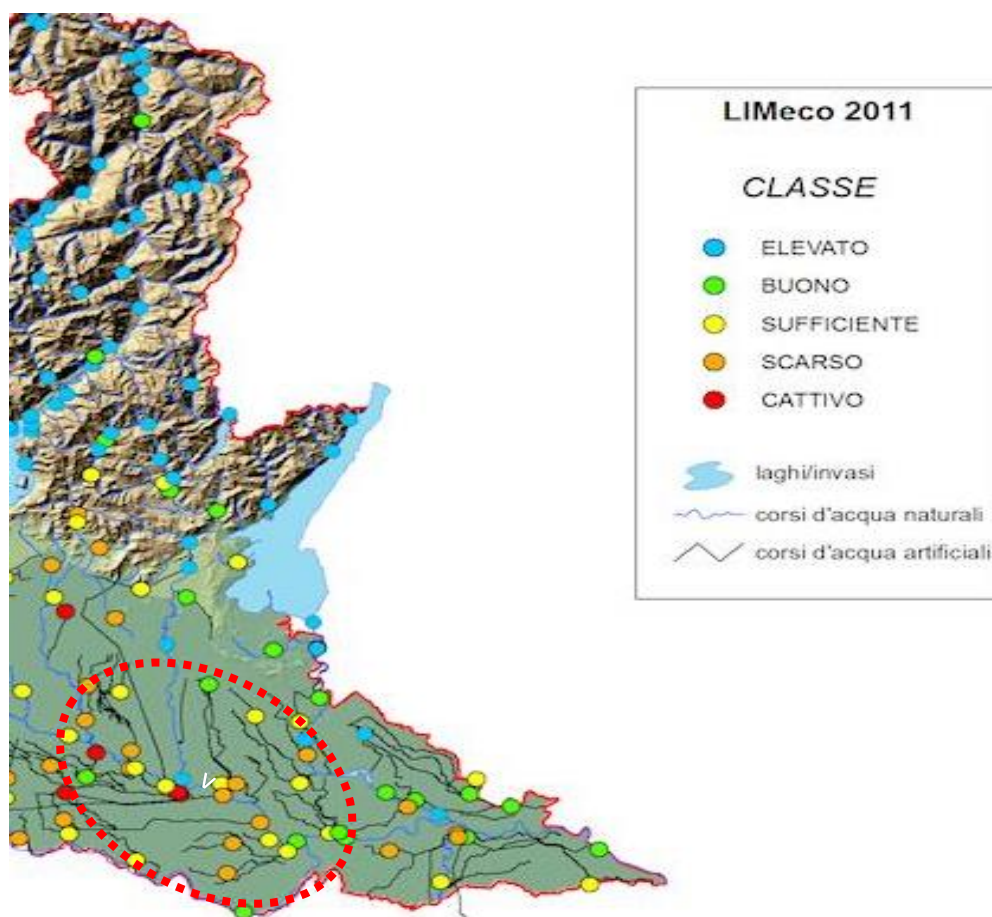 LIMeco 2011
CLASSE
ELEVATO
BUONO
SUFFICIENTE
SCARSO
CATTIVO
laghi/invasi
corsi d'acqua naturali
corsi d'acqua artificiali
v